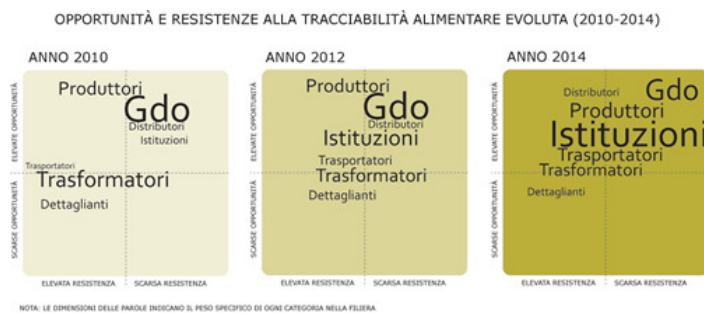 OPPORTUNITÀ E RESISTENZE ALLA TRACCIABILITÀ ALIMENTARE EVOLUTA (2010-2014)
ANNO 2010
ELEVATE OPPORTUNITÀ
SCARSE OPPORTUNITÀ
Produttori
Gdo
Distributori
Istituzioni
Trasportatori
Trasformatori
Dettaglianti
ELEVATA RESISTENZA
SCARSA RESISTENZA
ANNO 2012
ELEVATE OPPORTUNITÀ
SCARSE OPPORTUNITÀ
Produttori
Gdo
Distributori
Istituzioni
Trasportatori
Trasformatori
Dettaglianti
ELEVATA RESISTENZA
SCARSA RESISTENZA
ANNO 2014
ELEVATE OPPORTUNITÀ
SCARSE OPPORTUNITÀ
Distributori
Gdo
Produttori
Istituzioni
Trasportatori
Trasformatori
Dettaglianti
ELEVATA RESISTENZA
SCARSA RESISTENZA
NOTA: LE DIMENSIONI DELLE PAROLE INDICANO IL PESO SPECIFICO DI OGNI CATEGORIA NELLA FILIERA